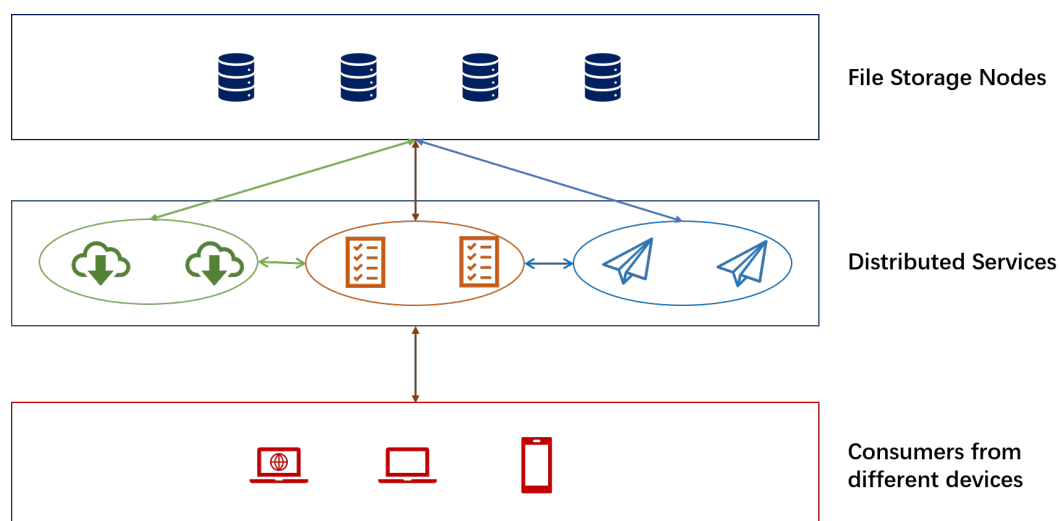 File Storage Nodes
Distributed Services
Consumers from
different devices